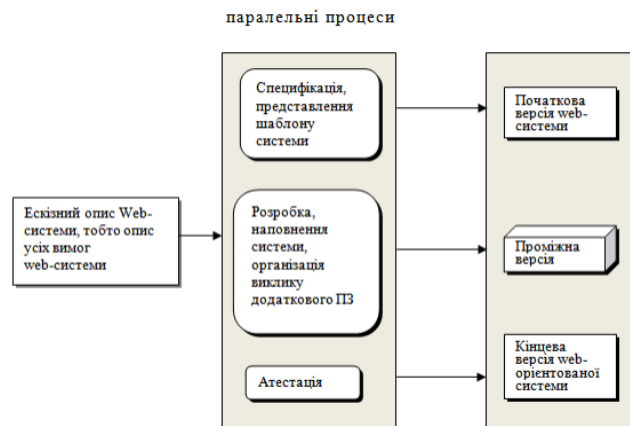 паралельні процеси
Специфікація,
представлення
шаблону
системи
Початкова
версія web-
системи
Ескізний опис Web-
системи, тобто опис
усіх вимог
web-системи
Розробка,
наповнення
системи,
організація
виклику
додаткового ПЗ
Проміжна
версія
Атестація
Кінцева
версія web-
орієнтованої
системи